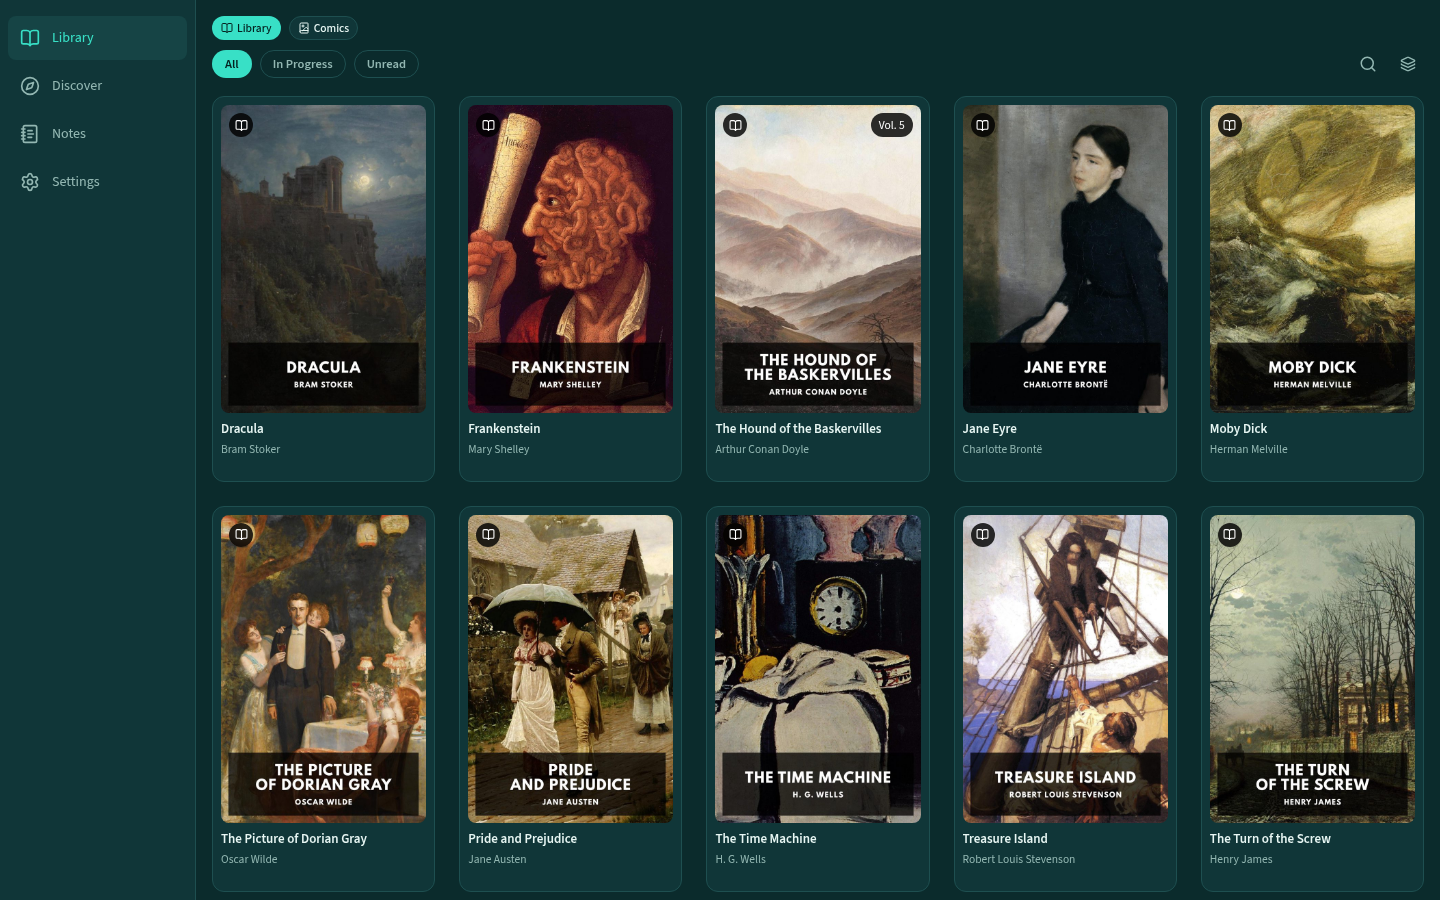 Library
Discover
Notes
Settings
Library
Comics
All
In Progress
Unread
DRACULA
BRAM STOKER
Dracula
Bram Stoker
FRANKENSTEIN
MARY SHELLEY
Frankenstein
Mary Shelley
Vol. 5
THE HOUND OF
THE BASKERVILLES
ARTHUR CONAN DOYLE
The Hound of the Baskervilles
Arthur Conan Doyle
JANE EYRE
CHARLOTTE BRONTË
Jane Eyre
Charlotte Brontë
MOBY DICK
HERMAN MELVILLE
Moby Dick
Herman Melville
THE PICTURE
OF DORIAN GRAY
OSCAR WILDE
The Picture of Dorian Gray
Oscar Wilde
PRIDE
AND PREJUDICE
JANE AUSTEN
Pride and Prejudice
Jane Austen
THE TIME MACHINE
H. G. WELLS
The Time Machine
H. G. Wells
TREASURE ISLAND
ROBERT LOUIS STEVENSON
Treasure Island
Robert Louis Stevenson
THE TURN
OF THE SCREW
HENRY JAMES
The Turn of the Screw
Henry James